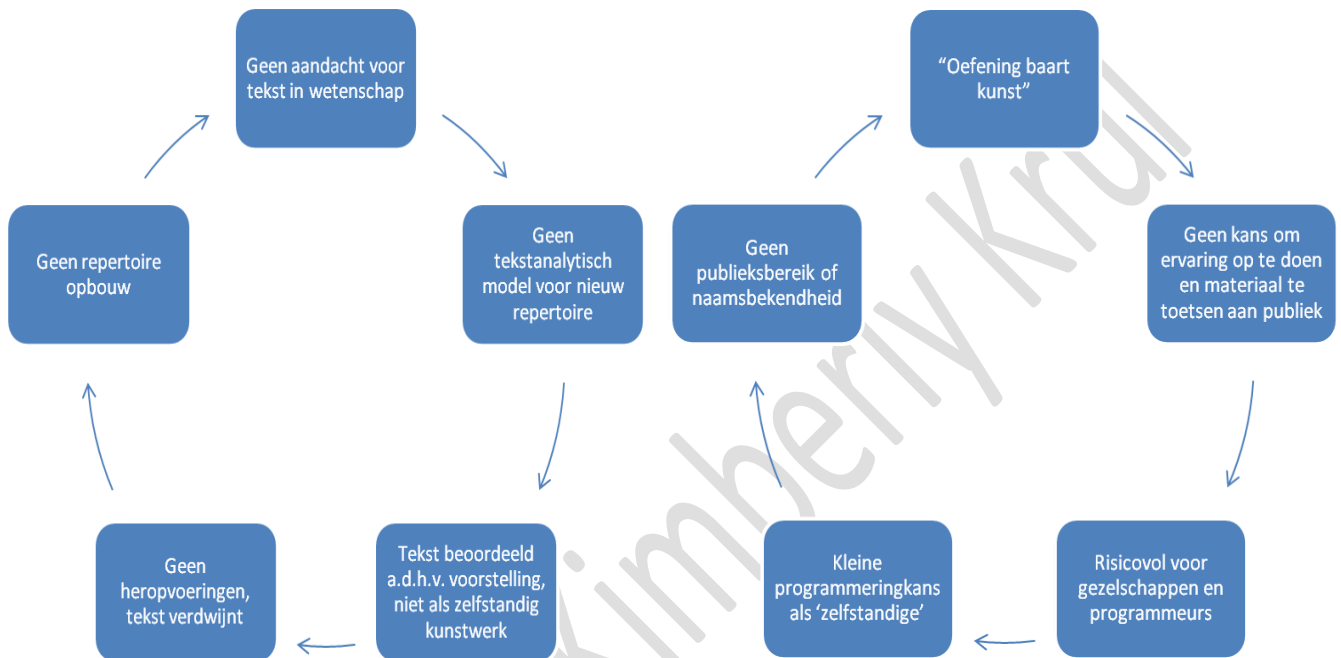 Geen aandacht voor
tekst in wetenschap
Geen
tekstanalytisch
model voor nieuw
repertoire
Tekst beoordeeld
a.d.h.v. voorstelling,
niet als zelfstandig
kunstwerk
Geen
heropvoeringen,
tekst verdwijnt
Geen repertoire
opbouw
“Oefening baart
kunst”
Geen kans om
ervaring op te doen
en materiaal te
toetsen aan publiek
Risicovol voor
gezelschappen en
programmeurs
Kleine
programmeringkans
als ‘zelfstandige’
Geen
publieksbereik of
naamsbekendheid
Kimberly Krul